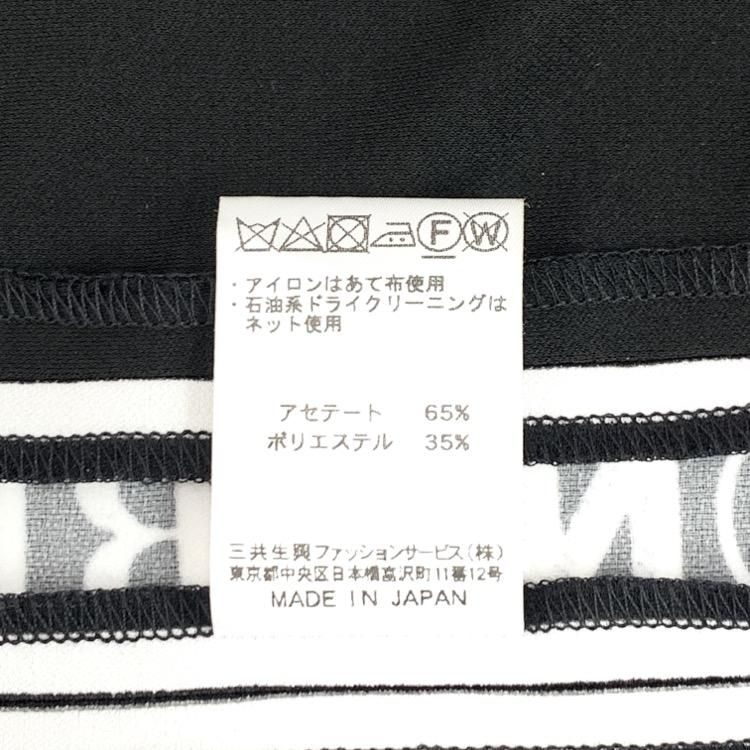 F W
・アイロンはあて布使用
・石油系ドライクリーニングは
ネット使用
アセテート 65%
ポリエステル 35%
三共生興ファッションサービス(株)
東京都中央区日本橋富沢町11番12号
MADE IN JAPAN